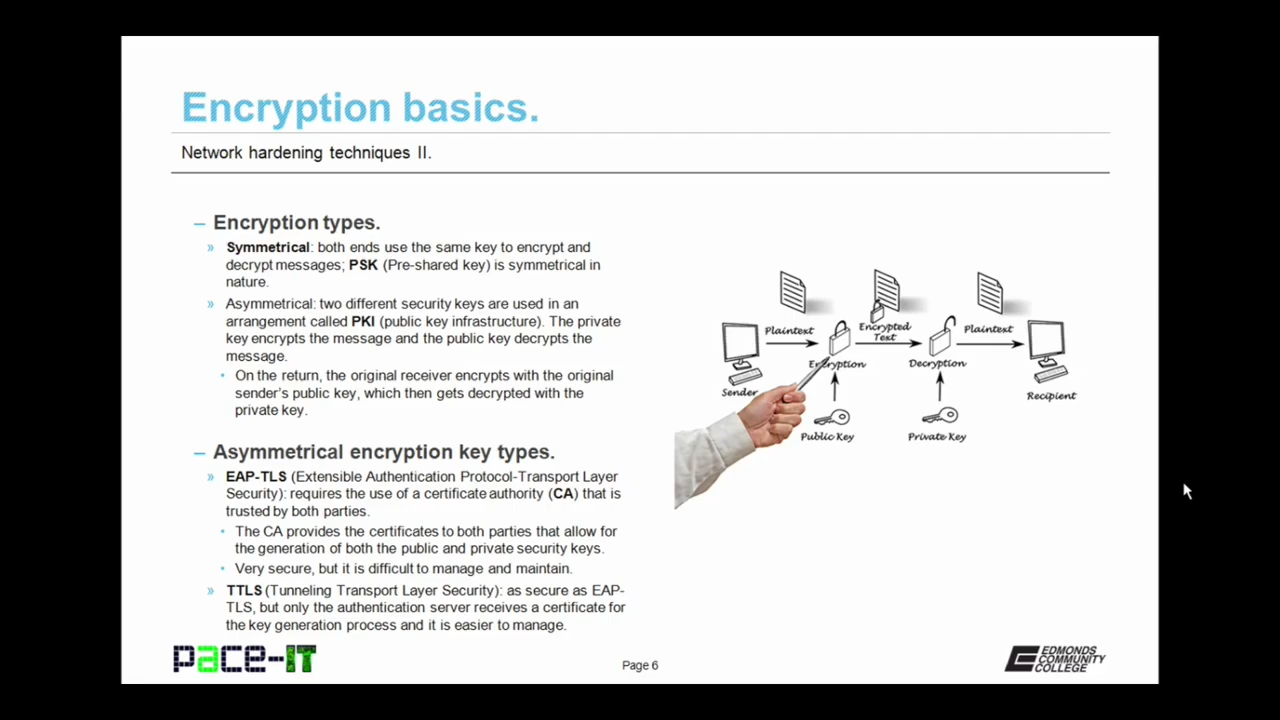 Encryption basics.
Network hardening techniques II.
– Encryption types.
» Symmetrical: both ends use the same key to encrypt and
decrypt messages; PSK (Pre-shared key) is symmetrical in
nature.
» Asymmetrical: two different security keys are used in an
arrangement called PKI (public key infrastructure). The private
key encrypts the message and the public key decrypts the
message.
• On the return, the original receiver encrypts with the original
sender's public key, which then gets decrypted with the
private key.
– Asymmetrical encryption key types.
» EAP-TLS (Extensible Authentication Protocol-Transport Layer
Security): requires the use of a certificate authority (CA) that is
trusted by both parties.
• The CA provides the certificates to both parties that allow for
the generation of both the public and private security keys.
• Very secure, but it is difficult to manage and maintain.
» TTLS (Tunneling Transport Layer Security): as secure as EAP-
TLS, but only the authentication server receives a certificate for
the key generation process and it is easier to manage.
Plaintext
Encrypted
Text
Plaintext
Encryption
Decryption
Sender
Recipient
Public Key
Private Key
pace-IT
Page 6
EDMONDS
COMMUNITY
COLLEGE